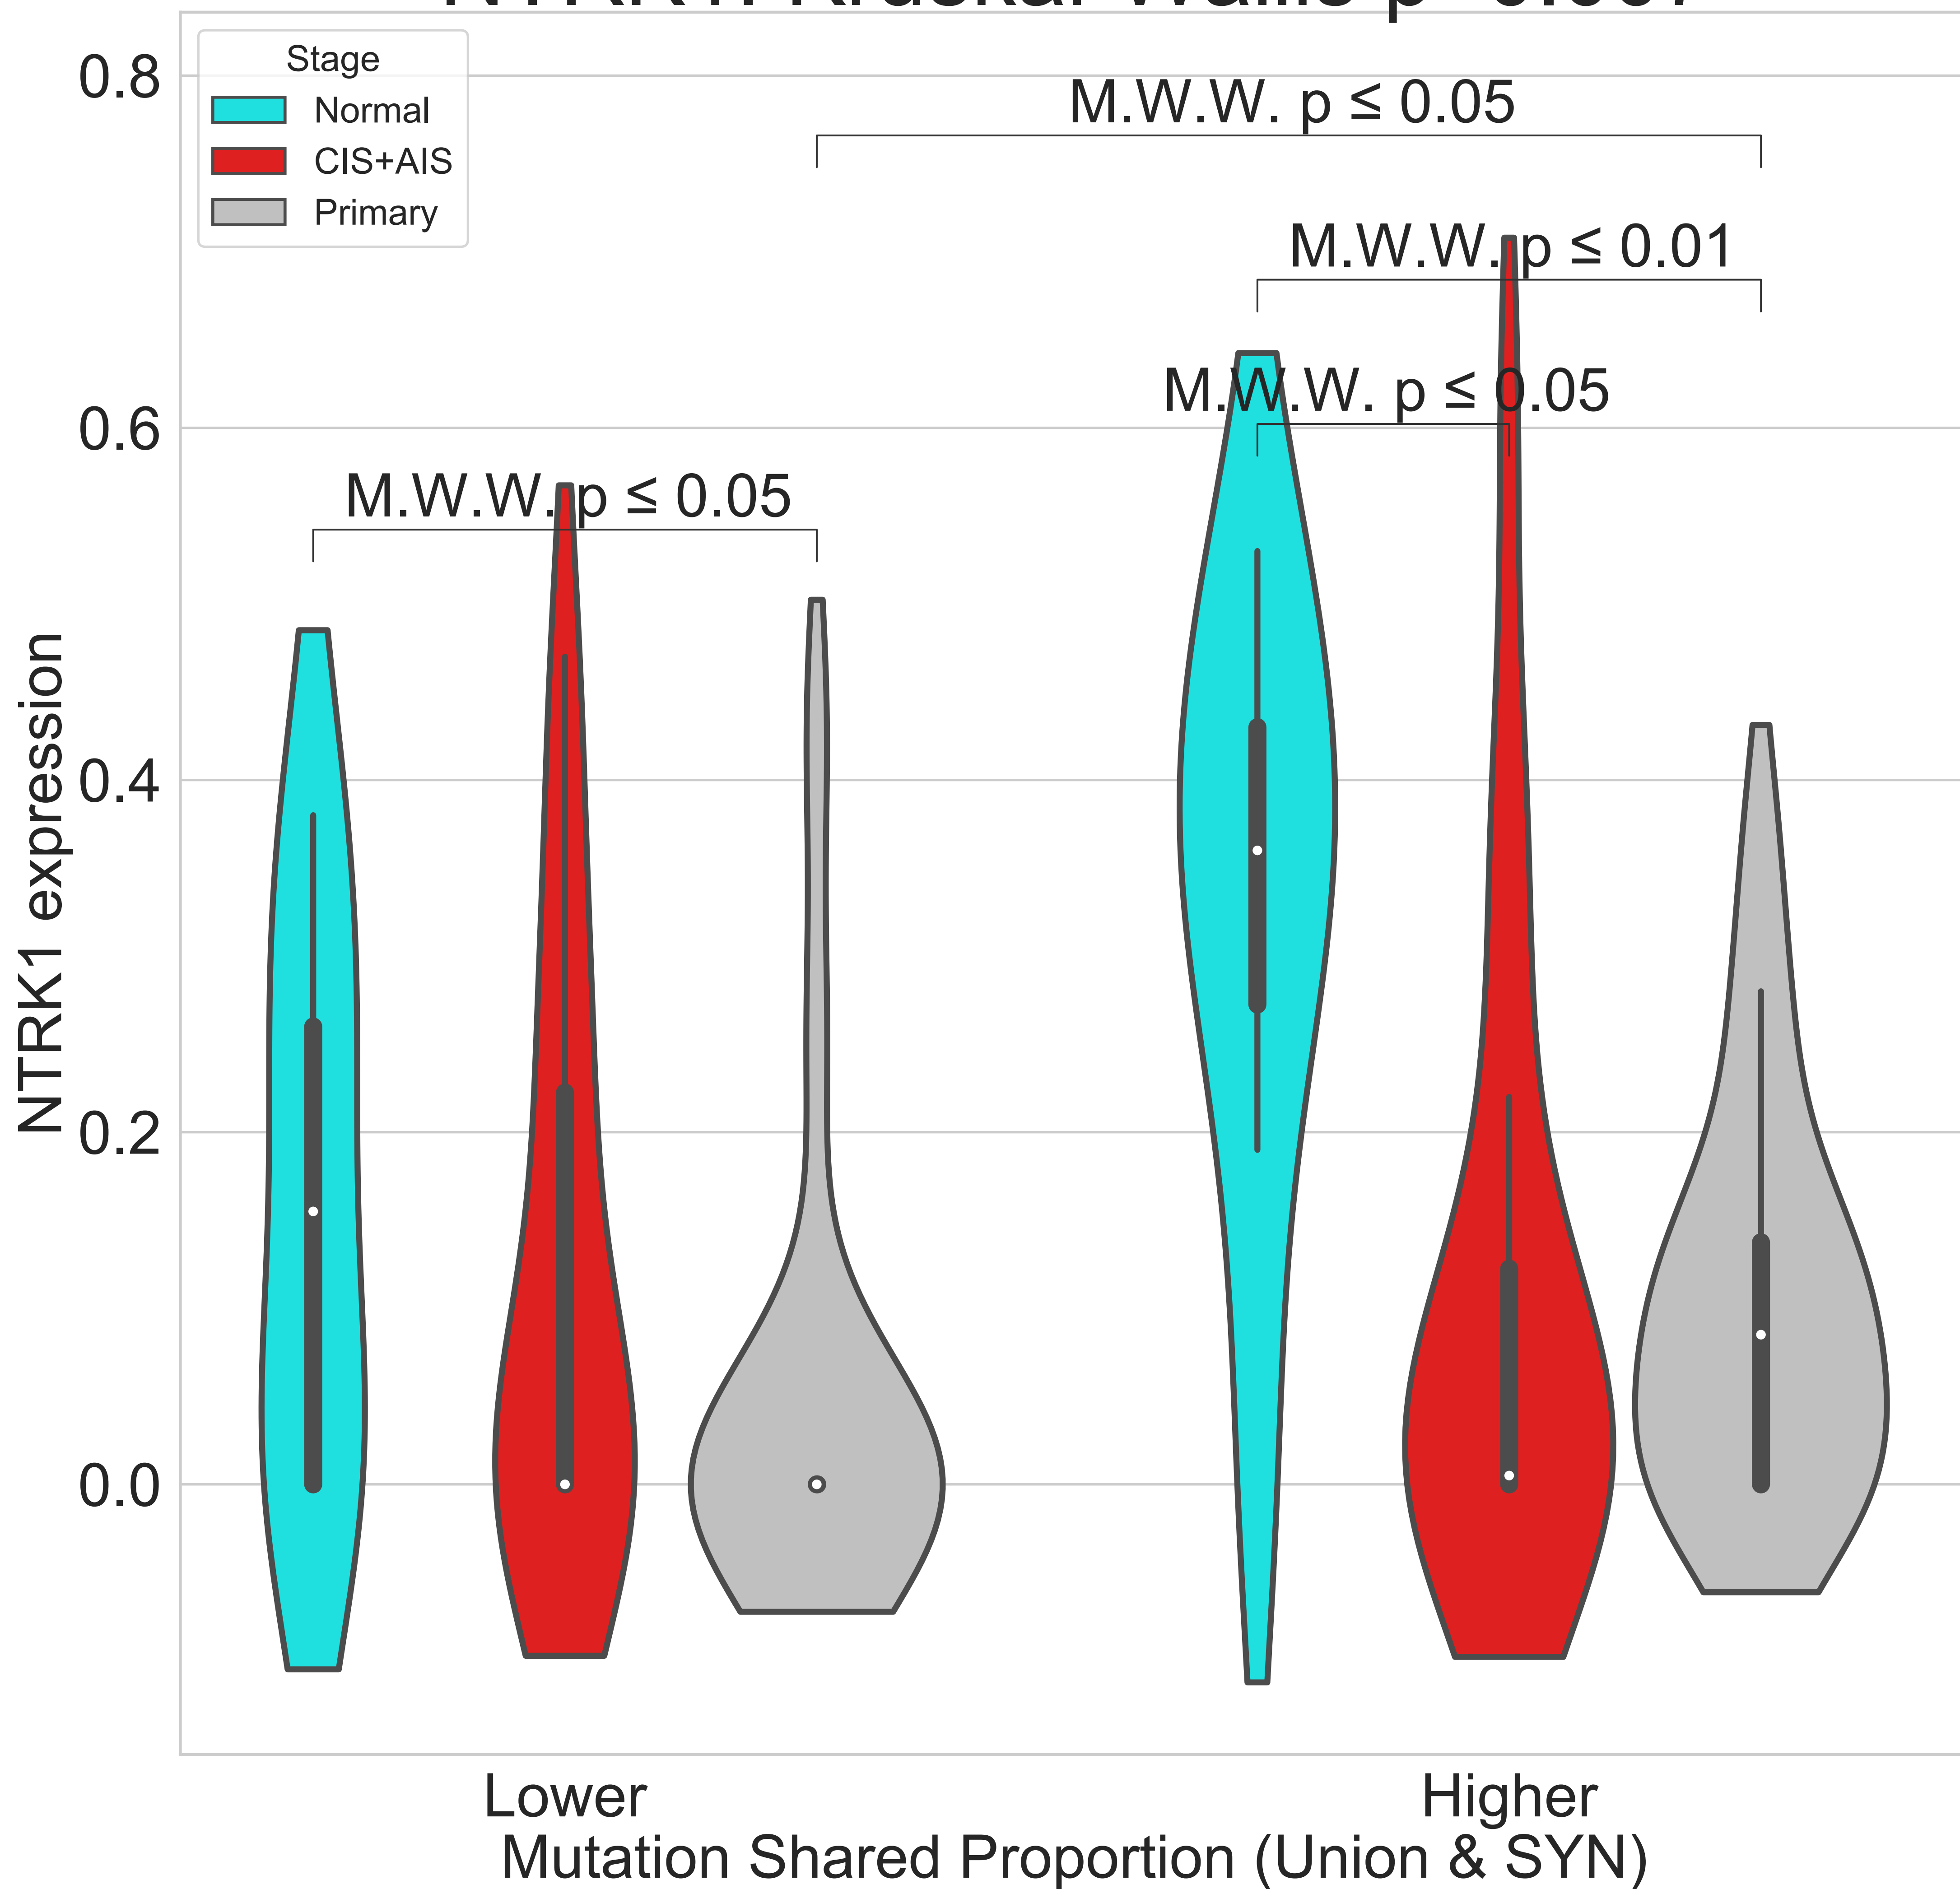 Stage
Normal
CIS+AIS
Primary
M.W.W. p ≤ 0.05
M.W.W. p ≤ 0.01
M.W.W. p ≤ 0.05
M.W.W. p ≤ 0.05
0.8
0.6
0.4
0.2
0.0
NTRK1 expression
Lower
Higher
Mutation Shared Proportion (Union & SYN)